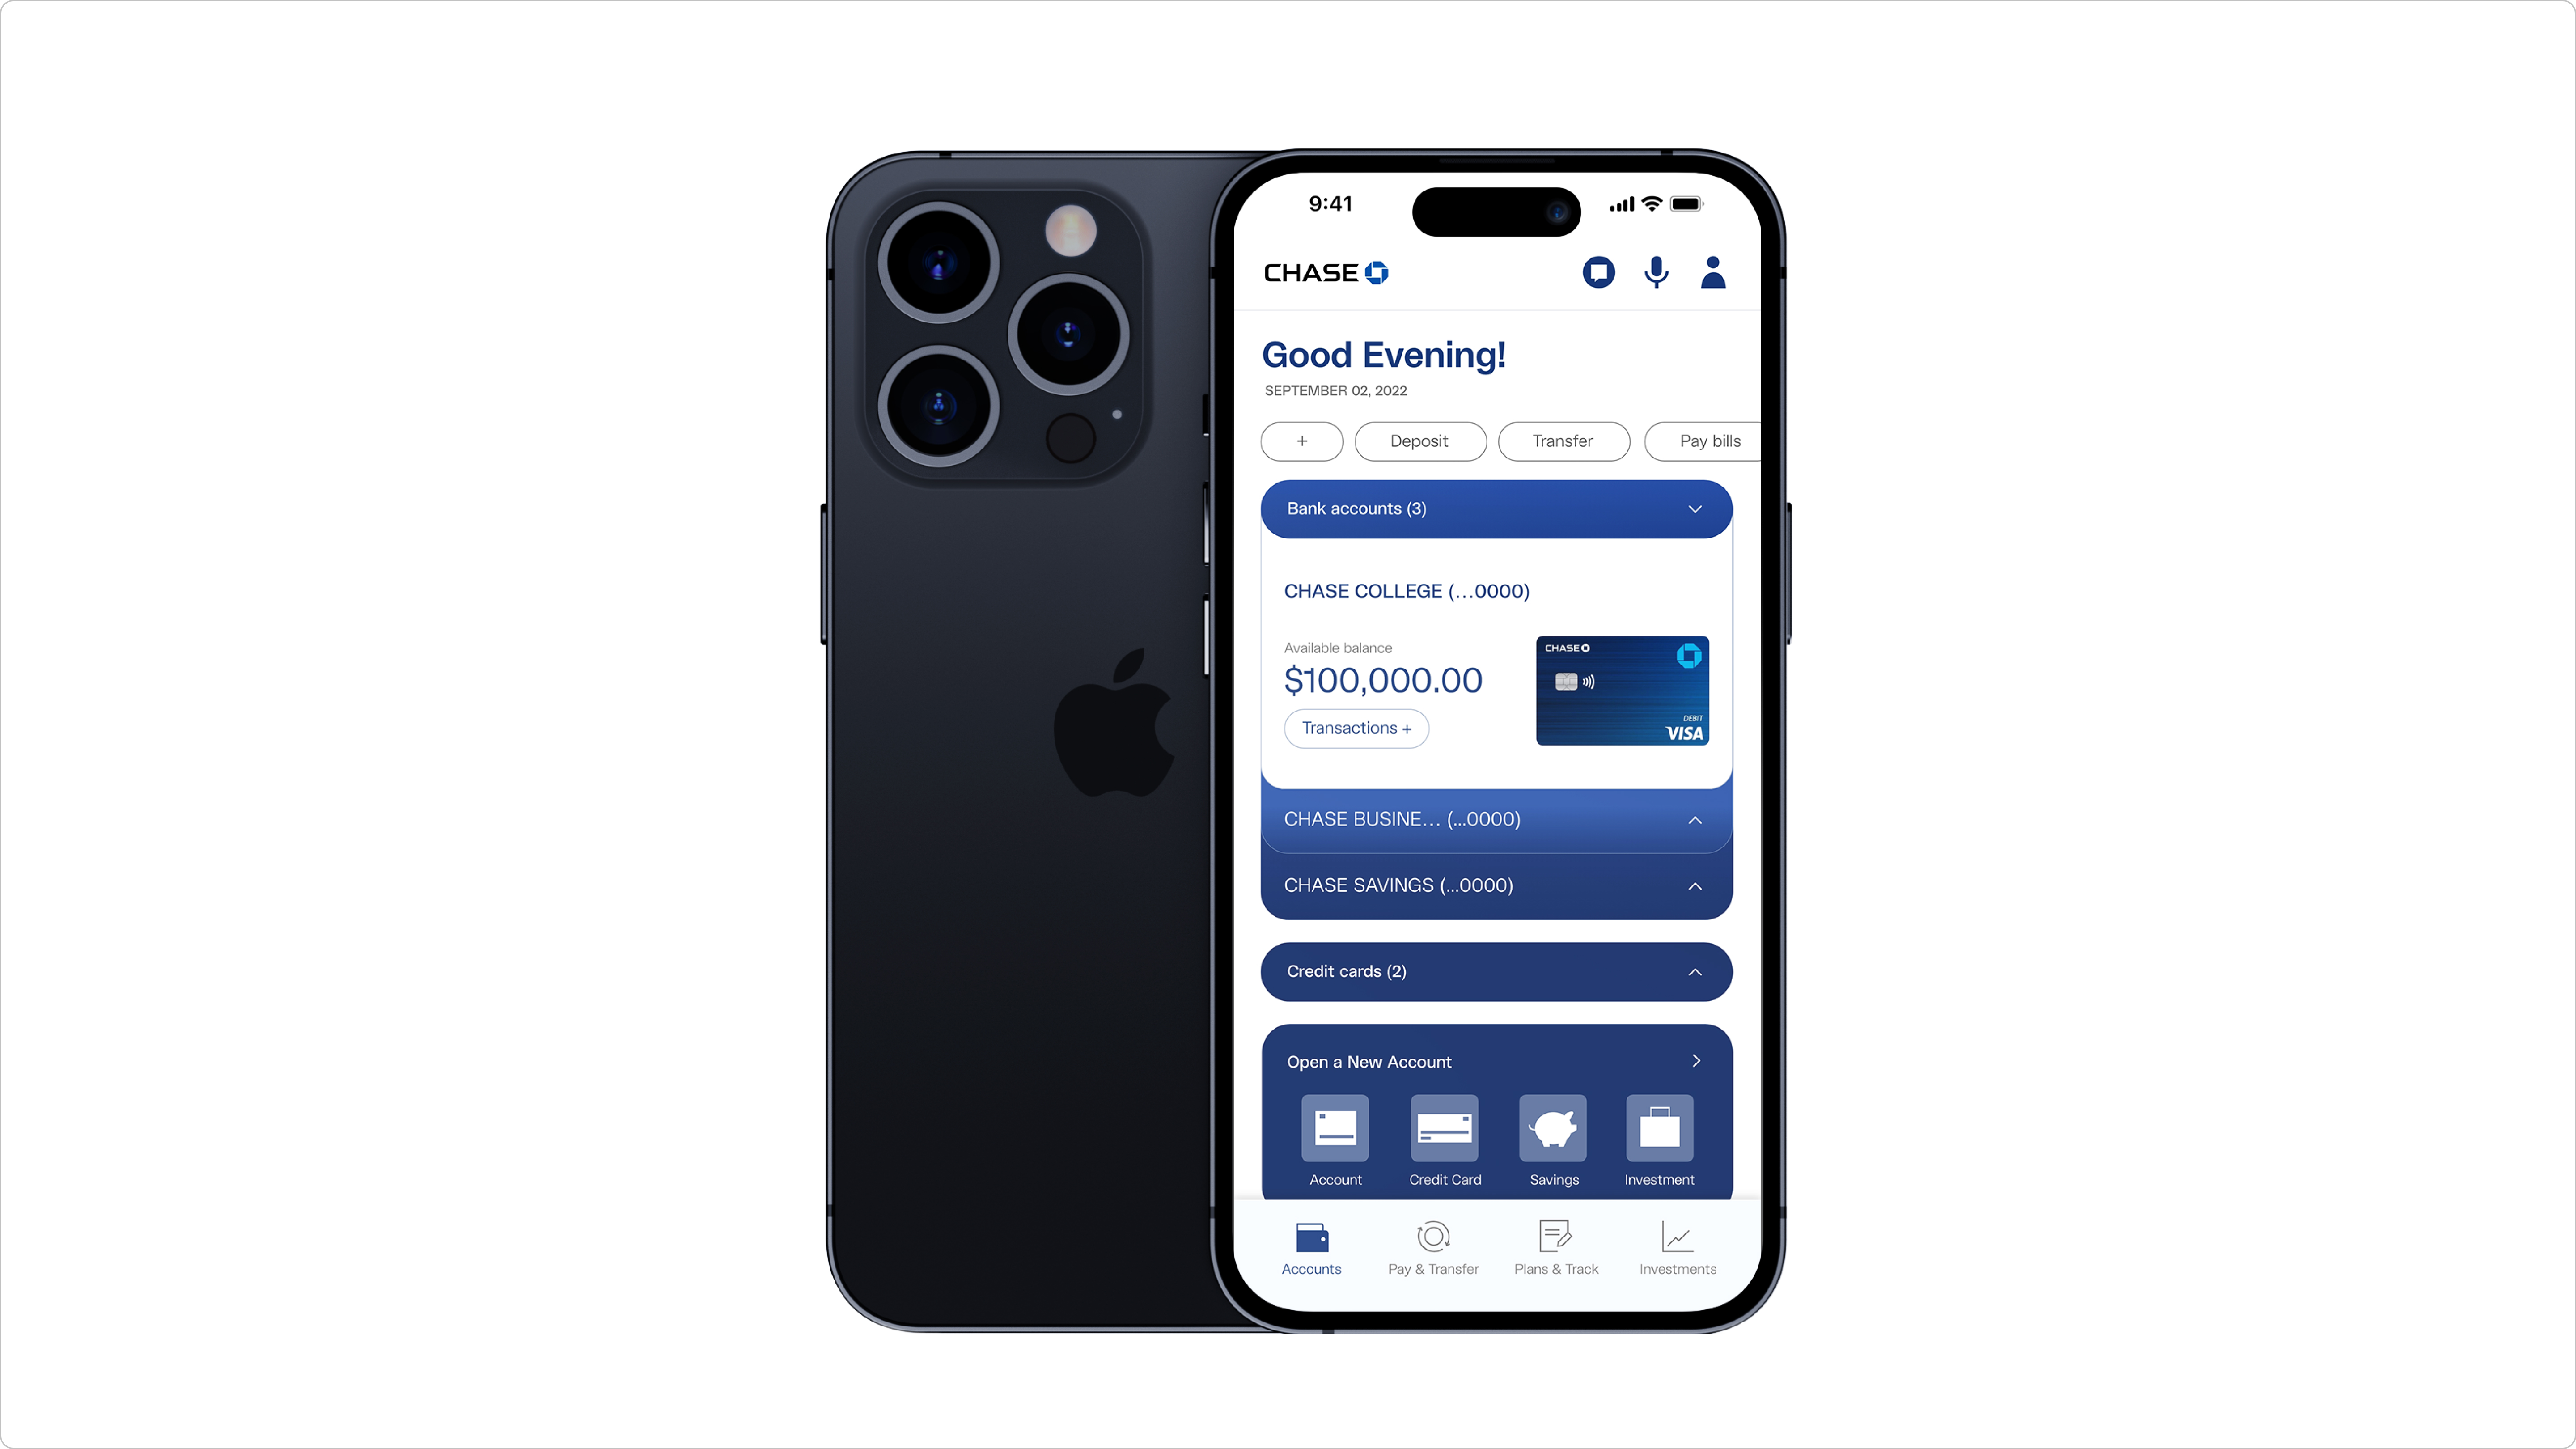 9:41
CHASE
Good Evening!
SEPTEMBER 02, 2022
+ Deposit Transfer Pay bills
Bank accounts (3)
CHASE COLLEGE (...0000)
Available balance
$100,000.00
Transactions +
CHASE
DEBIT
VISA
CHASE BUSINE... (...0000)
CHASE SAVINGS (...0000)
Credit cards (2)
Open a New Account
Account Credit Card Savings Investment
Accounts Pay & Transfer Plans & Track Investments